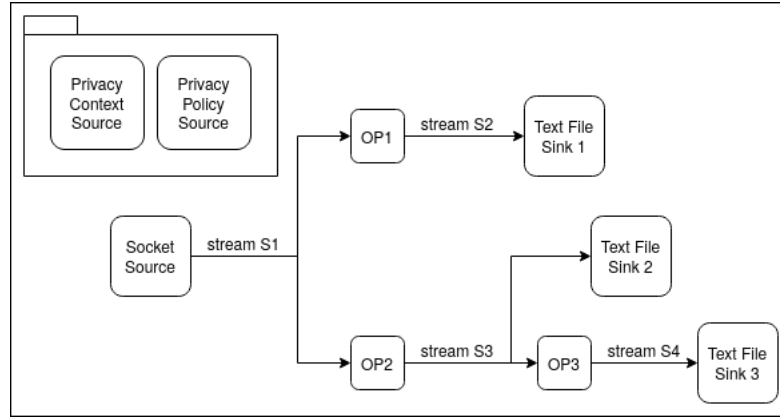 Privacy
Context
Source
Privacy
Policy
Source
OP1
stream S2
Text File
Sink 1
Socket
Source
stream S1
Text File
Sink 2
OP2
stream S3
OP3
stream S4
Text File
Sink 3